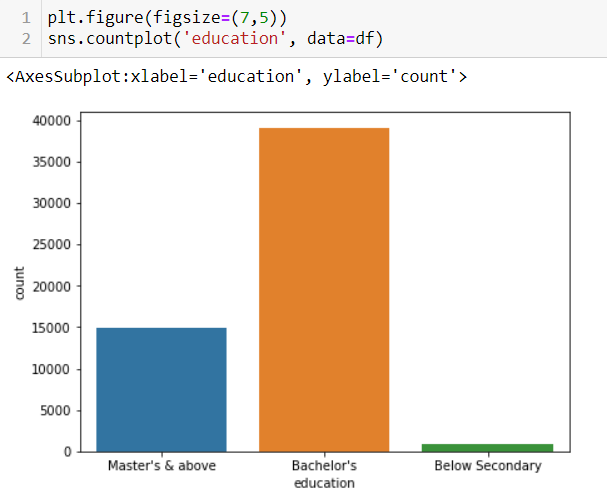 1 plt.figure(figsize=(7,5))
2 sns.countplot('education', data=df)
<AxesSubplot:xlabel='education', ylabel='count'>
40000
35000
30000
25000
20000
15000
10000
5000
0
count
Master's & above Bachelor's Below Secondary
education